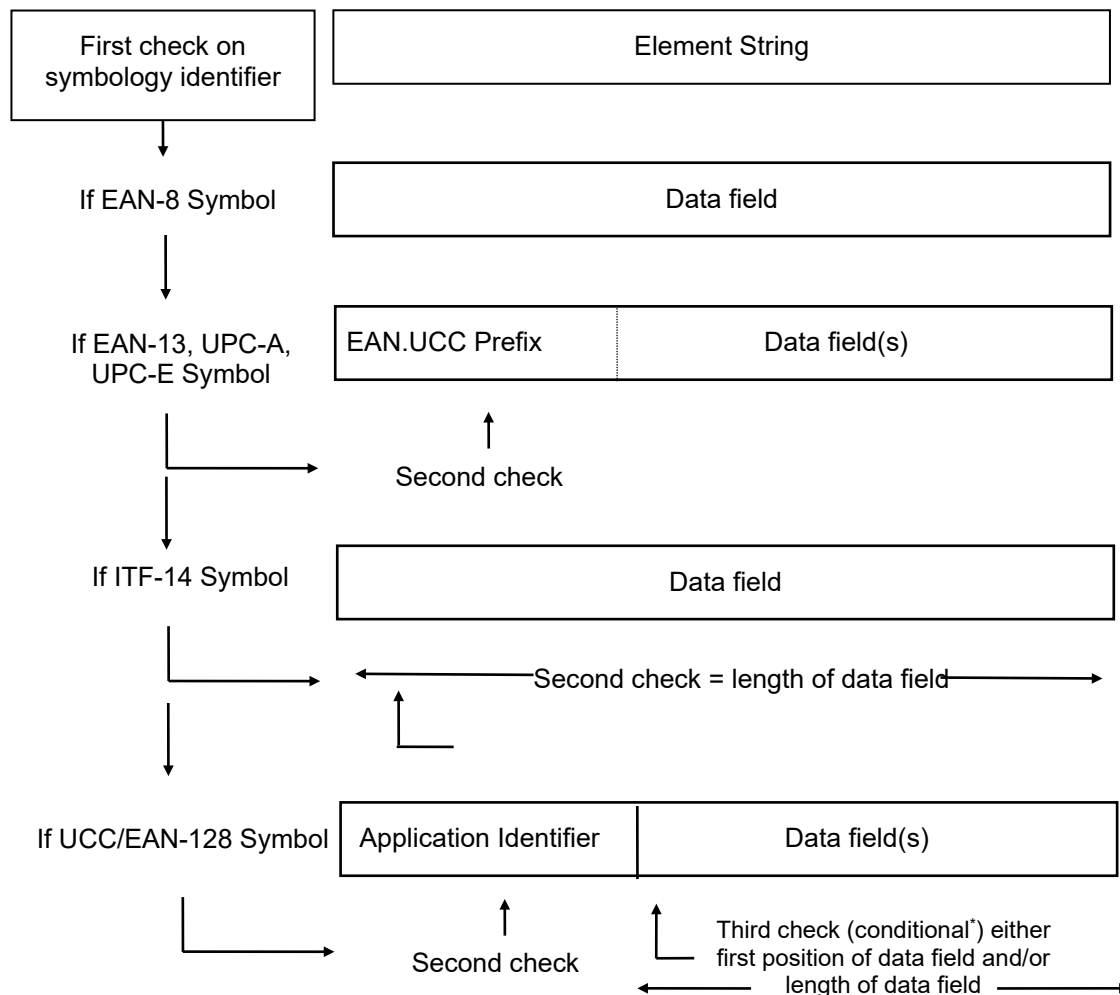 First check on
symbology identifier
Element String
If EAN-8 Symbol
Data field
If EAN-13, UPC-A,
UPC-E Symbol
EAN.UCC Prefix
Data field(s)
Second check
If ITF-14 Symbol
Data field
Second check = length of data field
If UCC/EAN-128 Symbol
Application Identifier
Data field(s)
Second check
Third check (conditional*) either
first position of data field and/or
length of data field